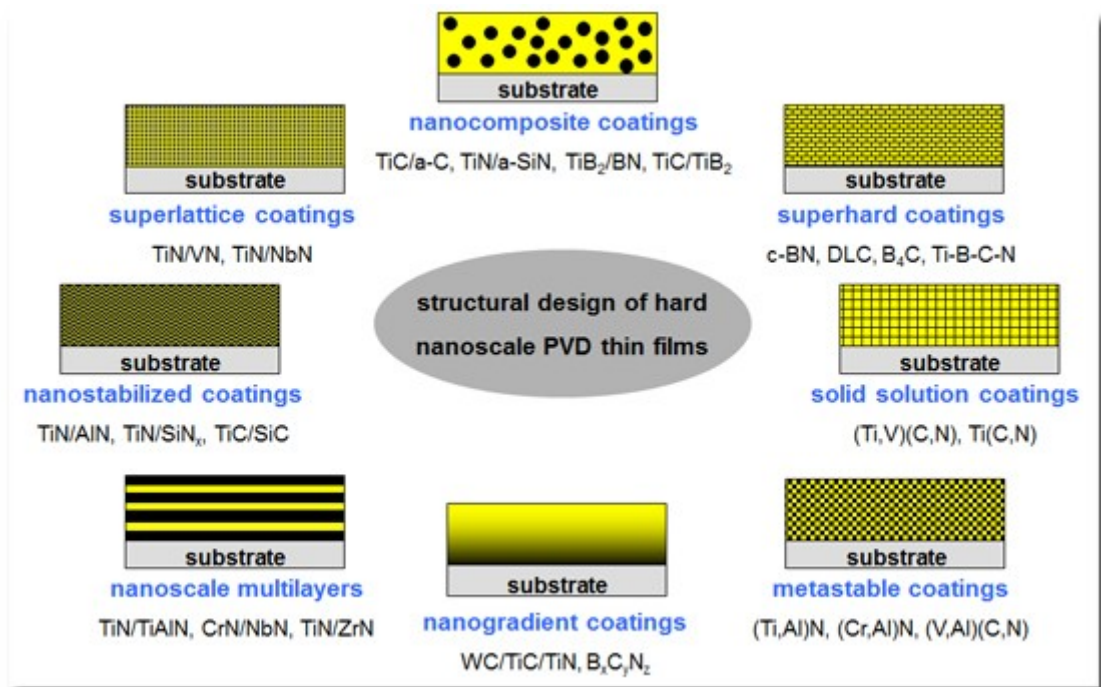 substrate
nanocomposite coatings
TiC/a-C, TiN/a-SiN, TiB₂/BN, TiC/TiB₂
substrate
superlattice coatings
TiN/VN, TiN/NbN
substrate
superhard coatings
c-BN, DLC, B₄C, Ti-B-C-N
structural design of hard
nanoscale PVD thin films
substrate
nanostabilized coatings
TiN/AlN, TiN/SiNₓ, TiC/SiC
substrate
solid solution coatings
(Ti,V)(C,N), Ti(C,N)
substrate
nanoscale multilayers
TiN/TiAlN, CrN/NbN, TiN/ZrN
substrate
nanogradient coatings
WC/TiC/TiN, BₓCᵧN_z
substrate
metastable coatings
(Ti,Al)N, (Cr,Al)N, (V,Al)(C,N)